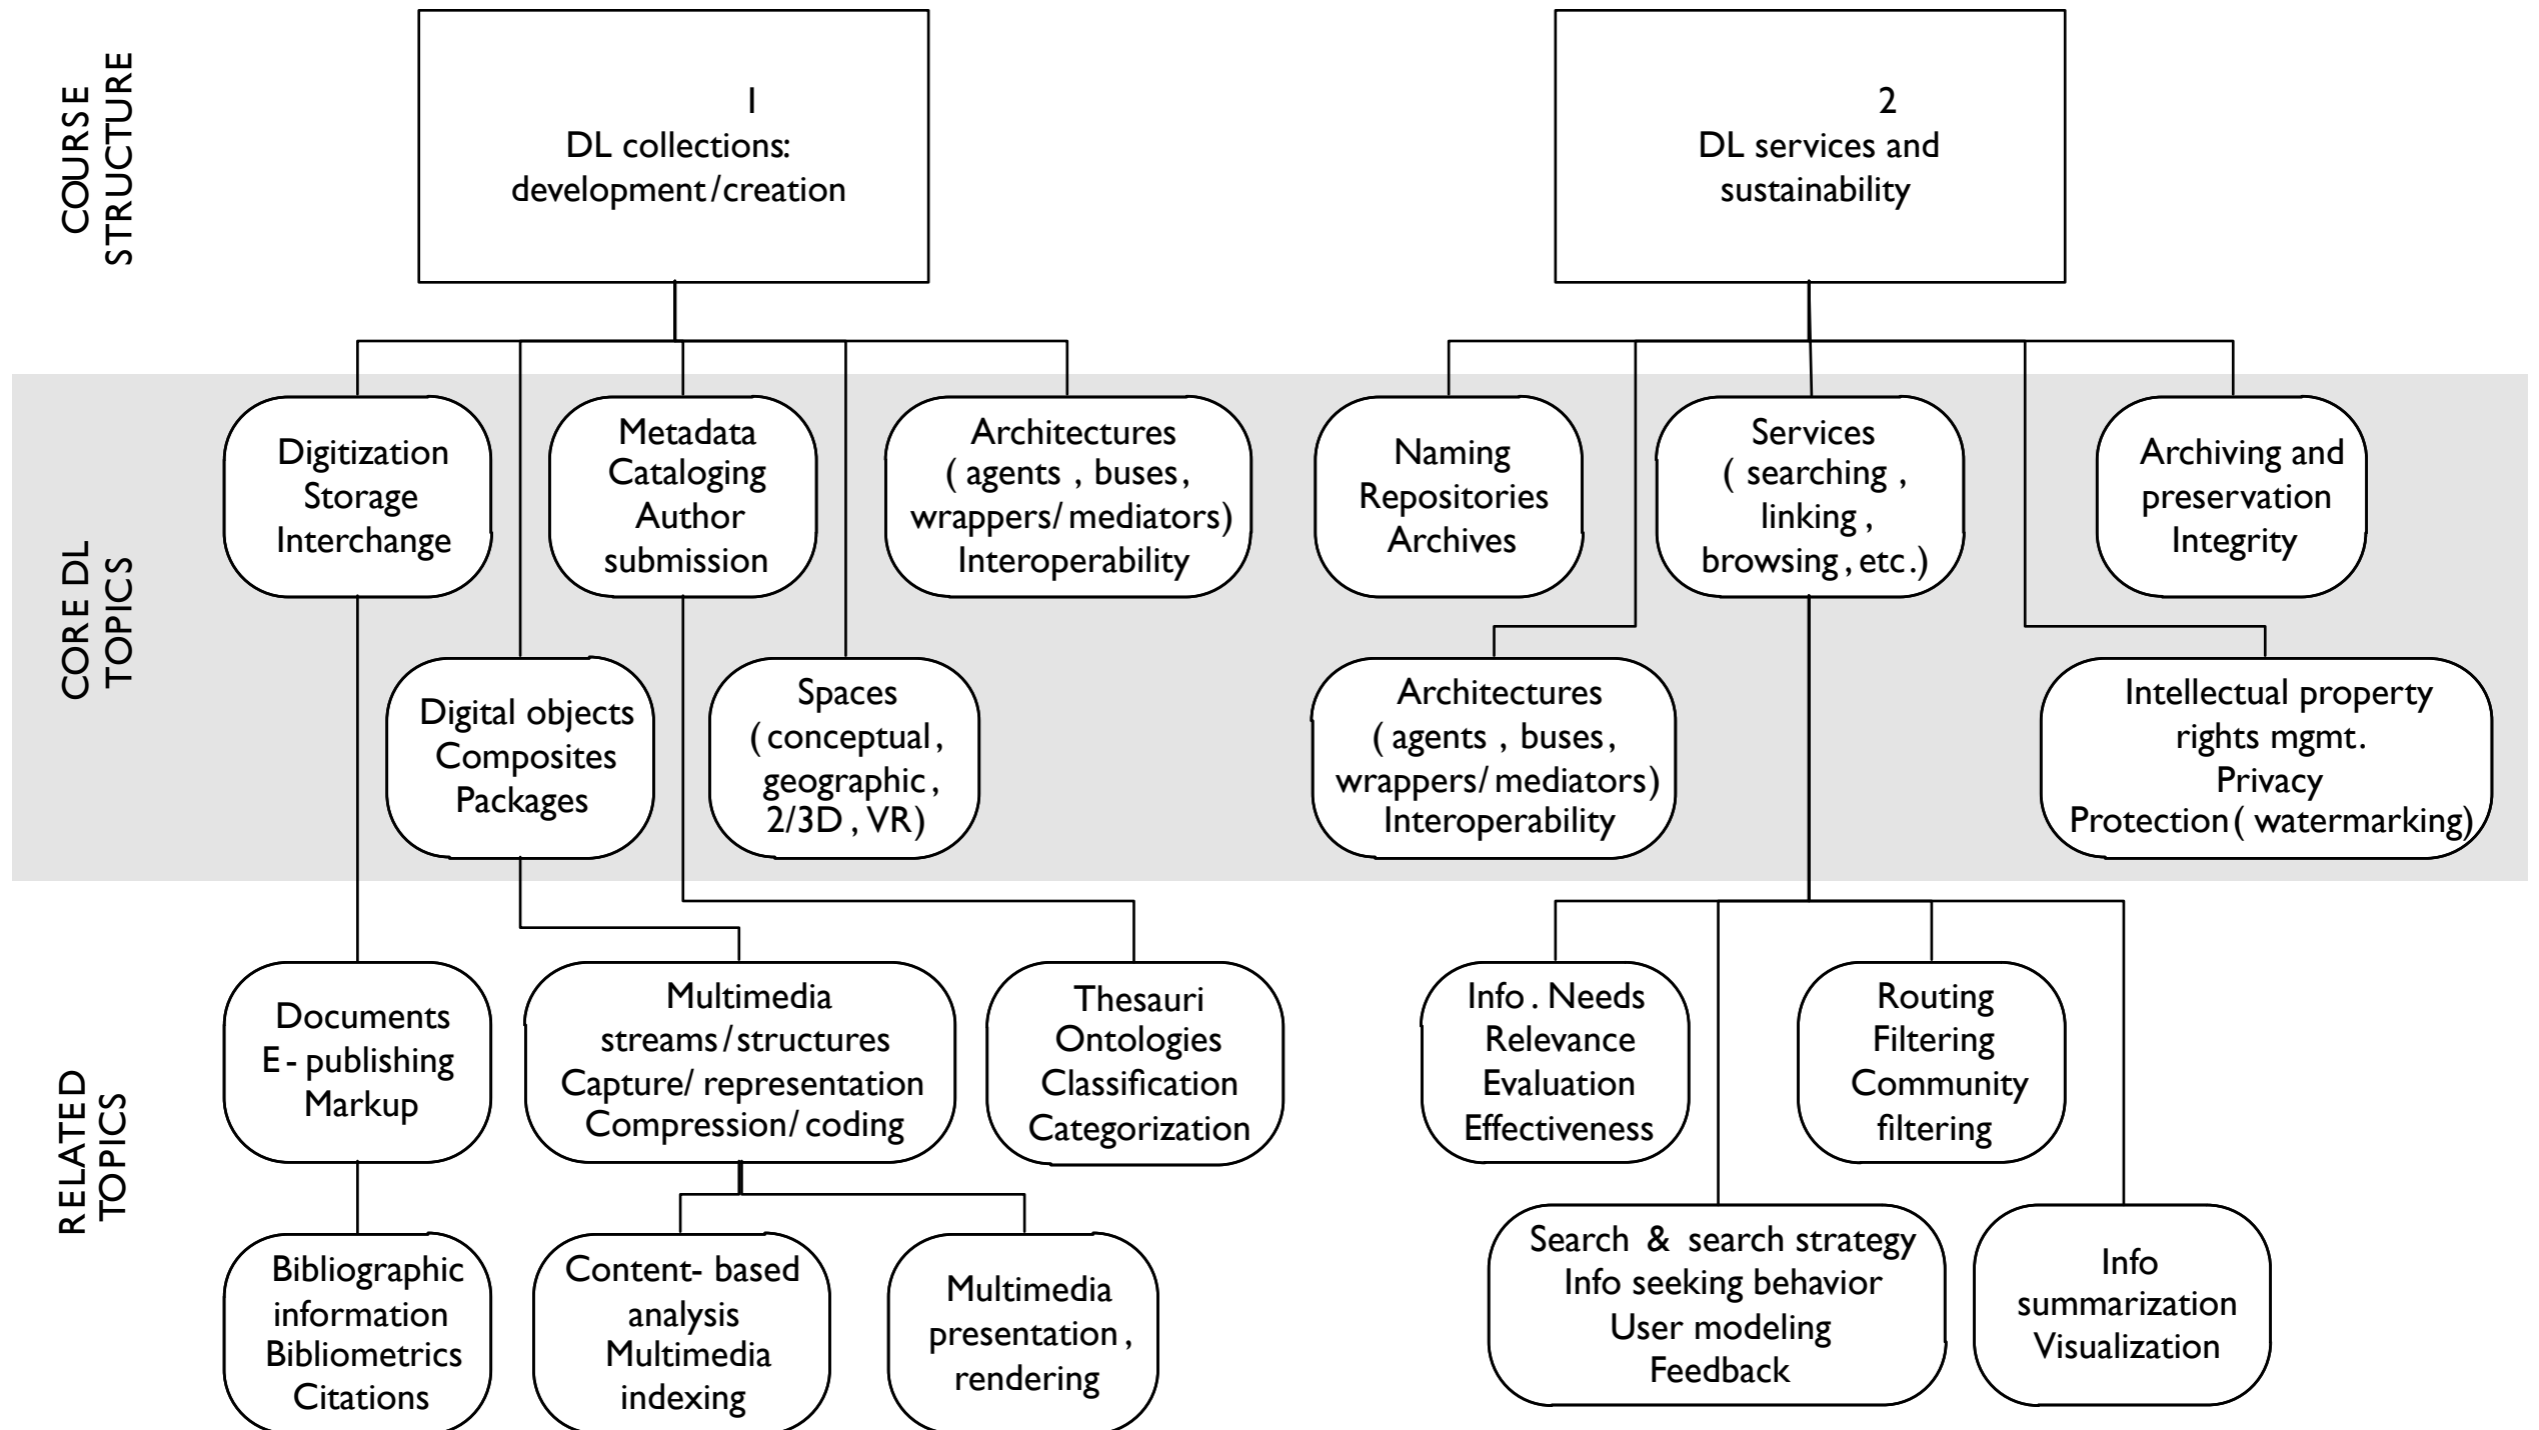 COURSE
STRUCTURE
1
DL collections:
development/creation
2
DL services and
sustainability
CORE DL
TOPICS
Digitization
Storage
Interchange
Metadata
Cataloging
Author
submission
Architectures
(agents, buses,
wrappers/mediators)
Interoperability
Naming
Repositories
Archives
Services
(searching,
linking,
browsing, etc.)
Archiving and
preservation
Integrity
Digital objects
Composites
Packages
Spaces
(conceptual,
geographic,
2/3D, VR)
Architectures
(agents, buses,
wrappers/mediators)
Interoperability
Intellectual property
rights mgmt.
Privacy
Protection (watermarking)
RELATED
TOPICS
Documents
E-publishing
Markup
Multimedia
streams/structures
Capture/representation
Compression/coding
Thesauri
Ontologies
Classification
Categorization
Info. Needs
Relevance
Evaluation
Effectiveness
Routing
Filtering
Community
filtering
Bibliographic
information
Bibliometrics
Citations
Content-based
analysis
Multimedia
indexing
Multimedia
presentation,
rendering
Search & search strategy
Info seeking behavior
User modeling
Feedback
Info
summarization
Visualization